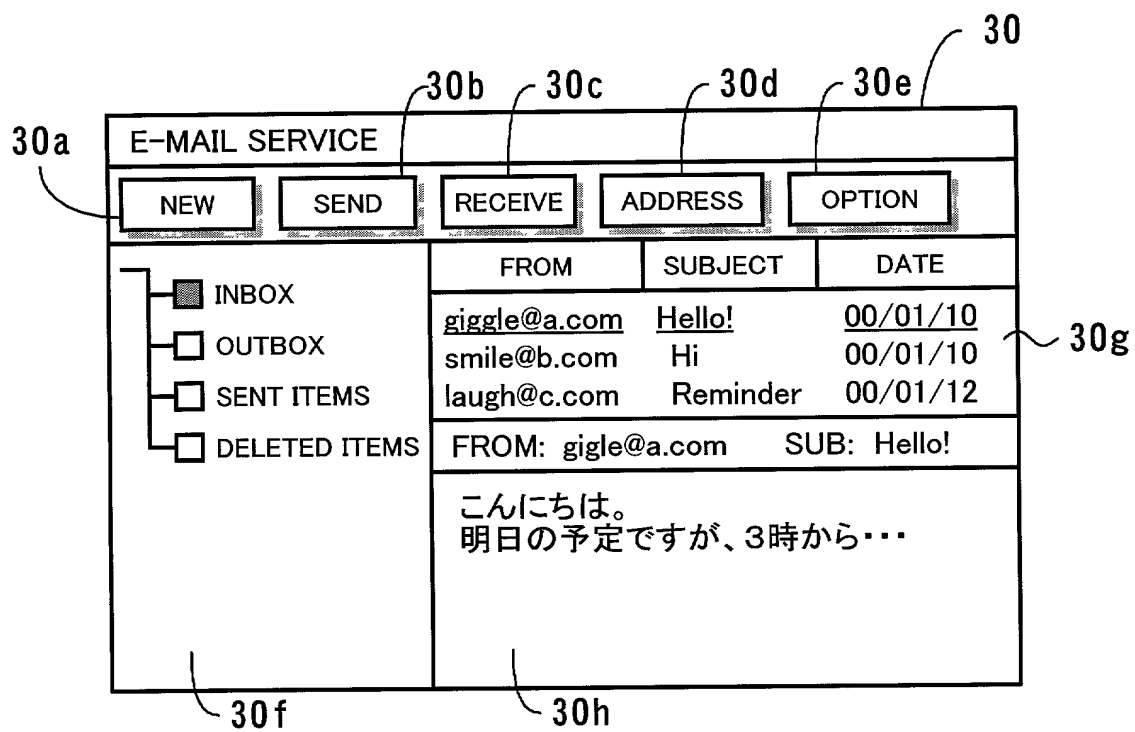 30
30b 30c 30d 30e
30a
E-MAIL SERVICE
NEW SEND RECEIVE ADDRESS OPTION
FROM SUBJECT DATE
INBOX
OUTBOX
SENT ITEMS
DELETED ITEMS
giggle@a.com Hello! 00/01/10
smile@b.com Hi 00/01/10
laugh@c.com Reminder 00/01/12
30g
FROM: gigle@a.com SUB: Hello!
こんにちは。
明日の予定ですが、3時から・・・
30f 30h